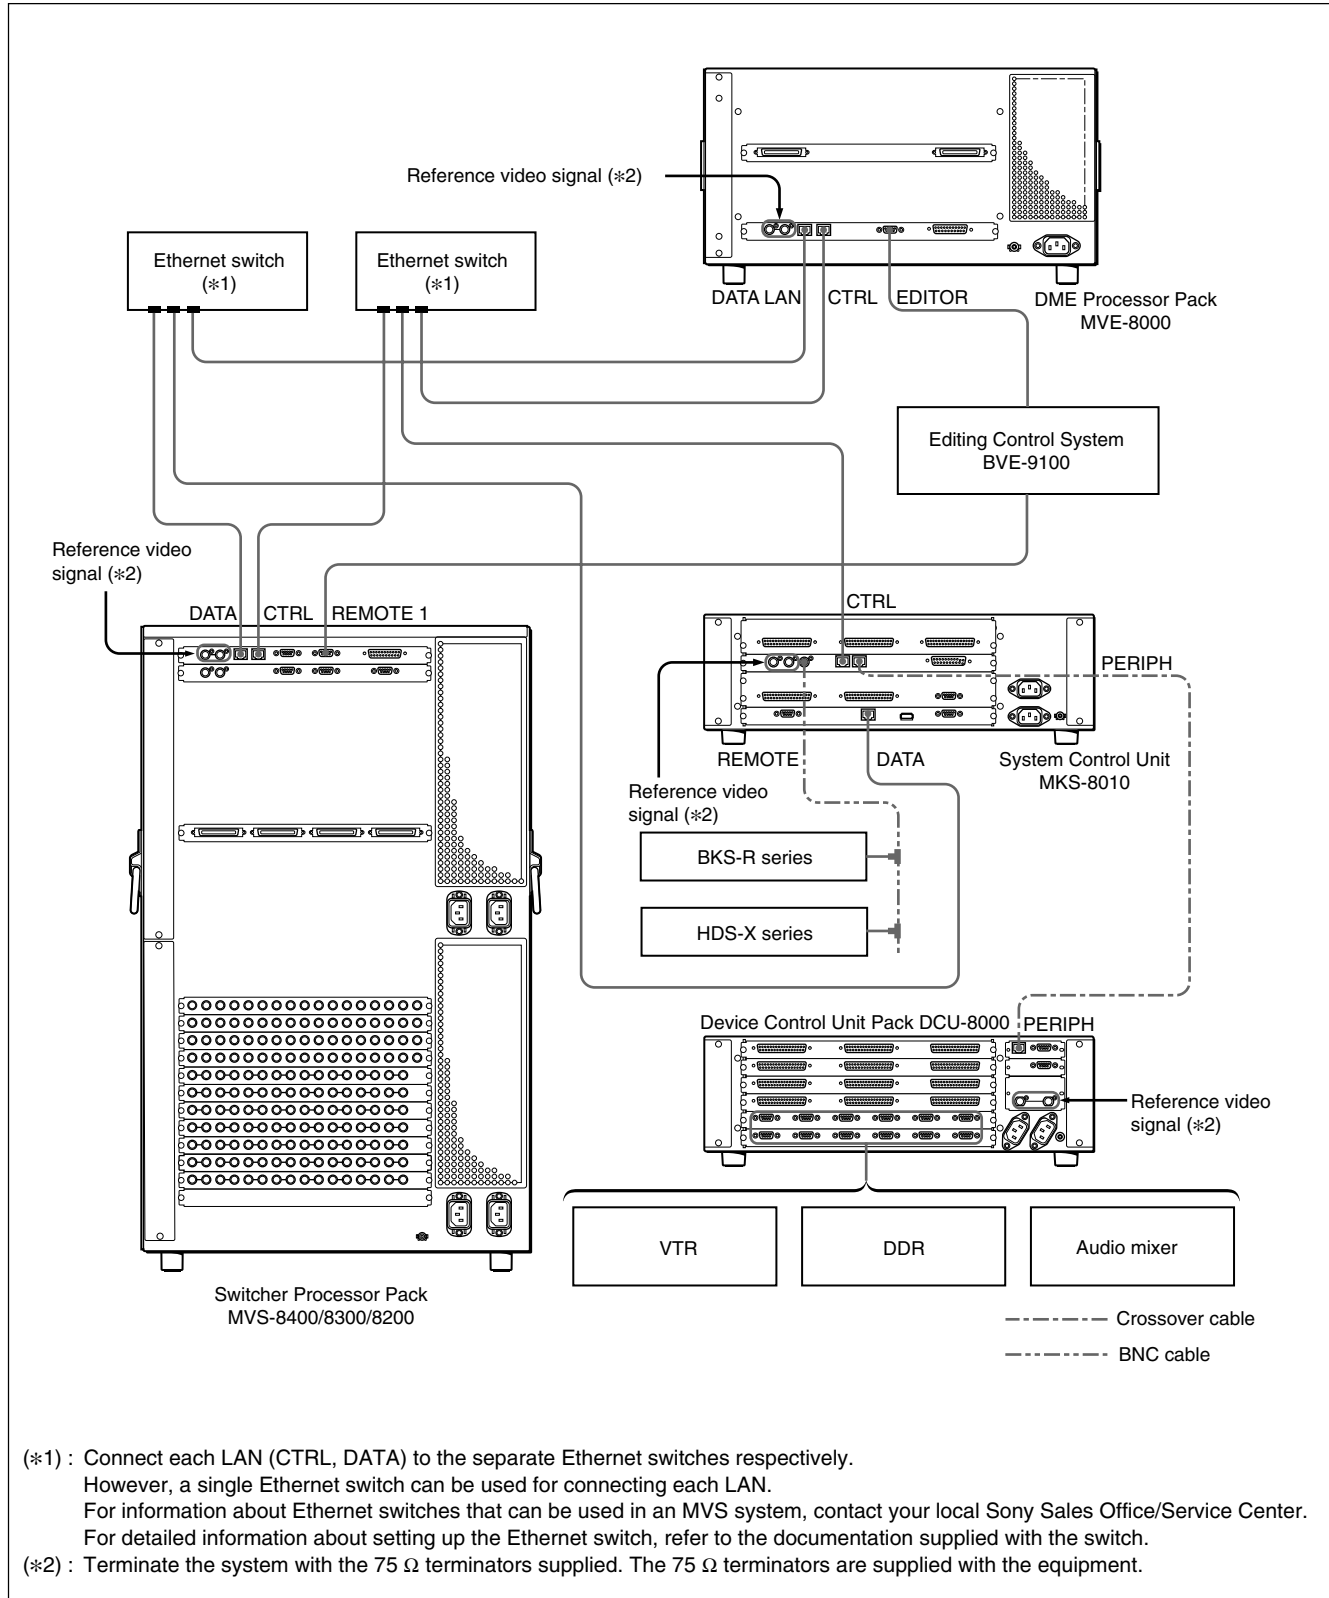 Reference video signal (*2)
Ethernet switch
(*1)
Ethernet switch
(*1)
DATA LAN
CTRL
EDITOR
DME Processor Pack
MVE-8000
Editing Control System
BVE-9100
Reference video
signal (*2)
DATA
CTRL
REMOTE 1
CTRL
PERIPH
REMOTE
DATA
System Control Unit
MKS-8010
Reference video
signal (*2)
BKS-R series
HDS-X series
Device Control Unit Pack DCU-8000
PERIPH
Reference video
signal (*2)
VTR
DDR
Audio mixer
Switcher Processor Pack
MVS-8400/8300/8200
Crossover cable
BNC cable
(*1) : Connect each LAN (CTRL, DATA) to the separate Ethernet switches respectively.
However, a single Ethernet switch can be used for connecting each LAN.
For information about Ethernet switches that can be used in an MVS system, contact your local Sony Sales Office/Service Center.
For detailed information about setting up the Ethernet switch, refer to the documentation supplied with the switch.
(*2) : Terminate the system with the 75 Ω terminators supplied. The 75 Ω terminators are supplied with the equipment.